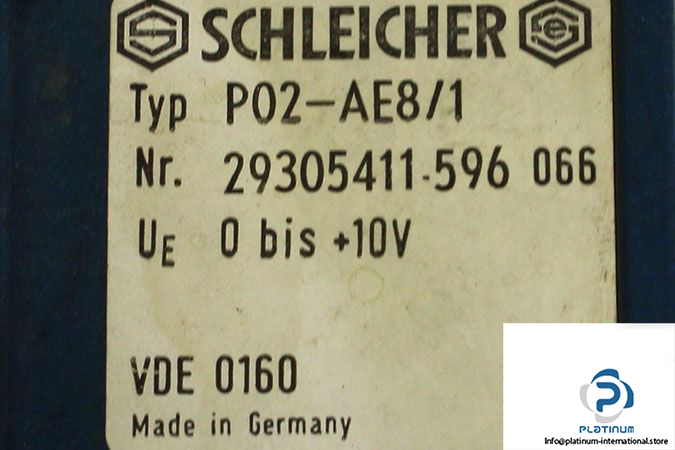 SCHLEICHER
Typ P02-AE8/1
Nr. 29305411-596 066
UE 0 bis +10V
VDE 0160
Made in Germany
PLATINUM
Info@platinum-international.store